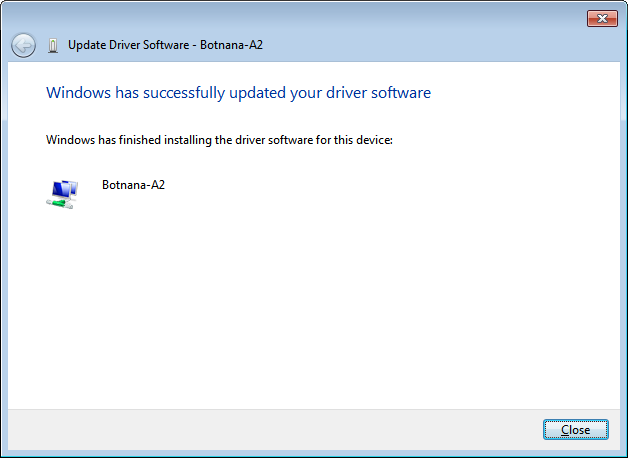 Update Driver Software - Botnana-A2
Windows has successfully updated your driver software
Windows has finished installing the driver software for this device:
Botnana-A2
Close